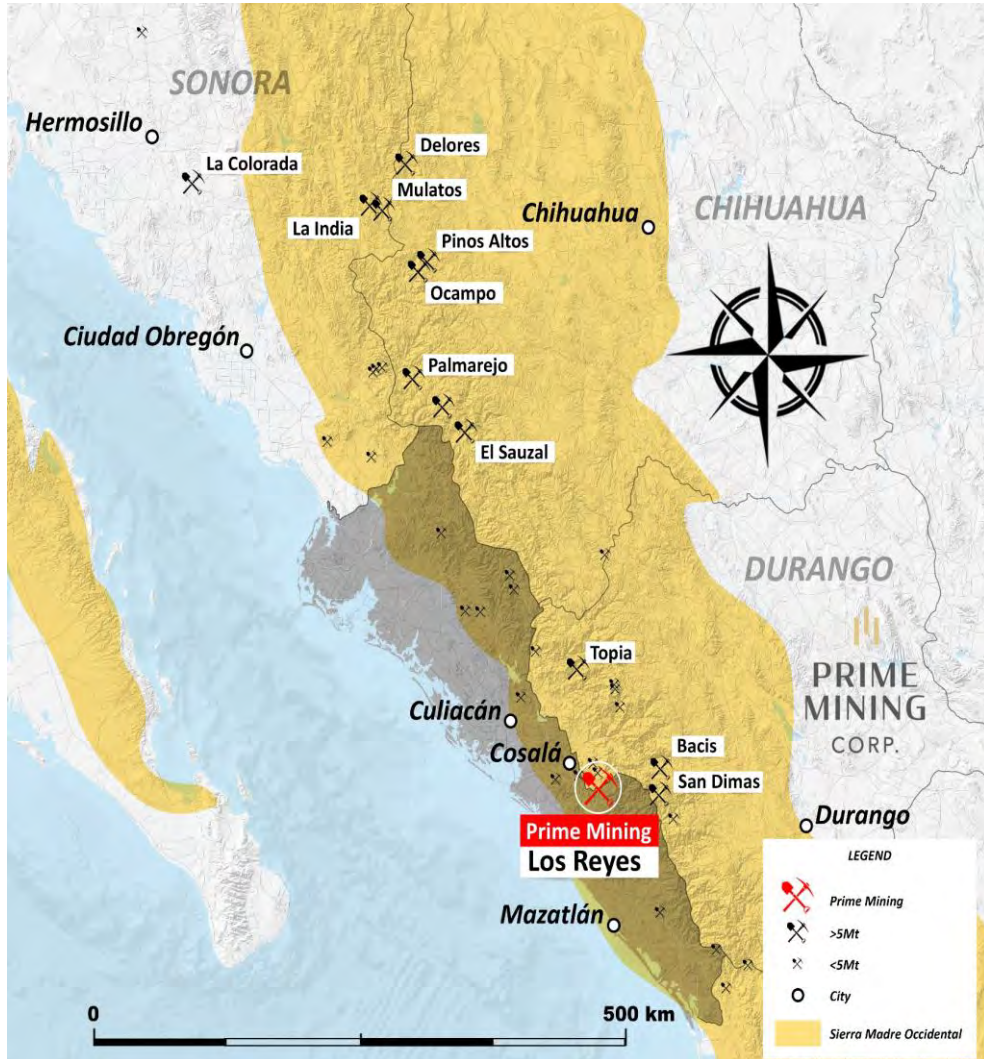 SONORA
Hermosillo
La Colorada
Delores
Mulatos
La India
Chihuahua
CHIHUAHUA
Pinos Altos
Ocampo
Ciudad Obregón
Palmarejo
El Sauzal
DURANGO
PRIME
MINING
CORP.
Topia
Culiacán
Cosalá
Bacis
San Dimas
Prime Mining
Los Reyes
Durango
Mazatlán
LEGEND
Prime Mining
>5Mt
<5Mt
City
Sierra Madre Occidental
0 500 km